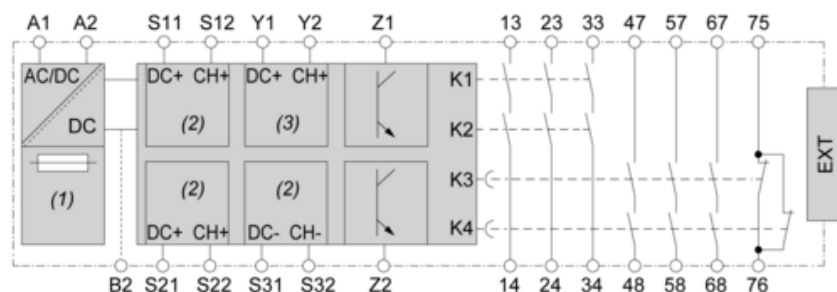 A1 A2 S11 S12 Y1 Y2 Z1 13 23 33 47 57 67 75
AC/DC DC+ CH+ DC+ CH+ K1
DC (2) (3) K2
(1) (2) (2) K3 EXT
DC+ CH+ DC- CH- K4
B2 S21 S22 S31 S32 Z2 14 24 34 48 58 68 76